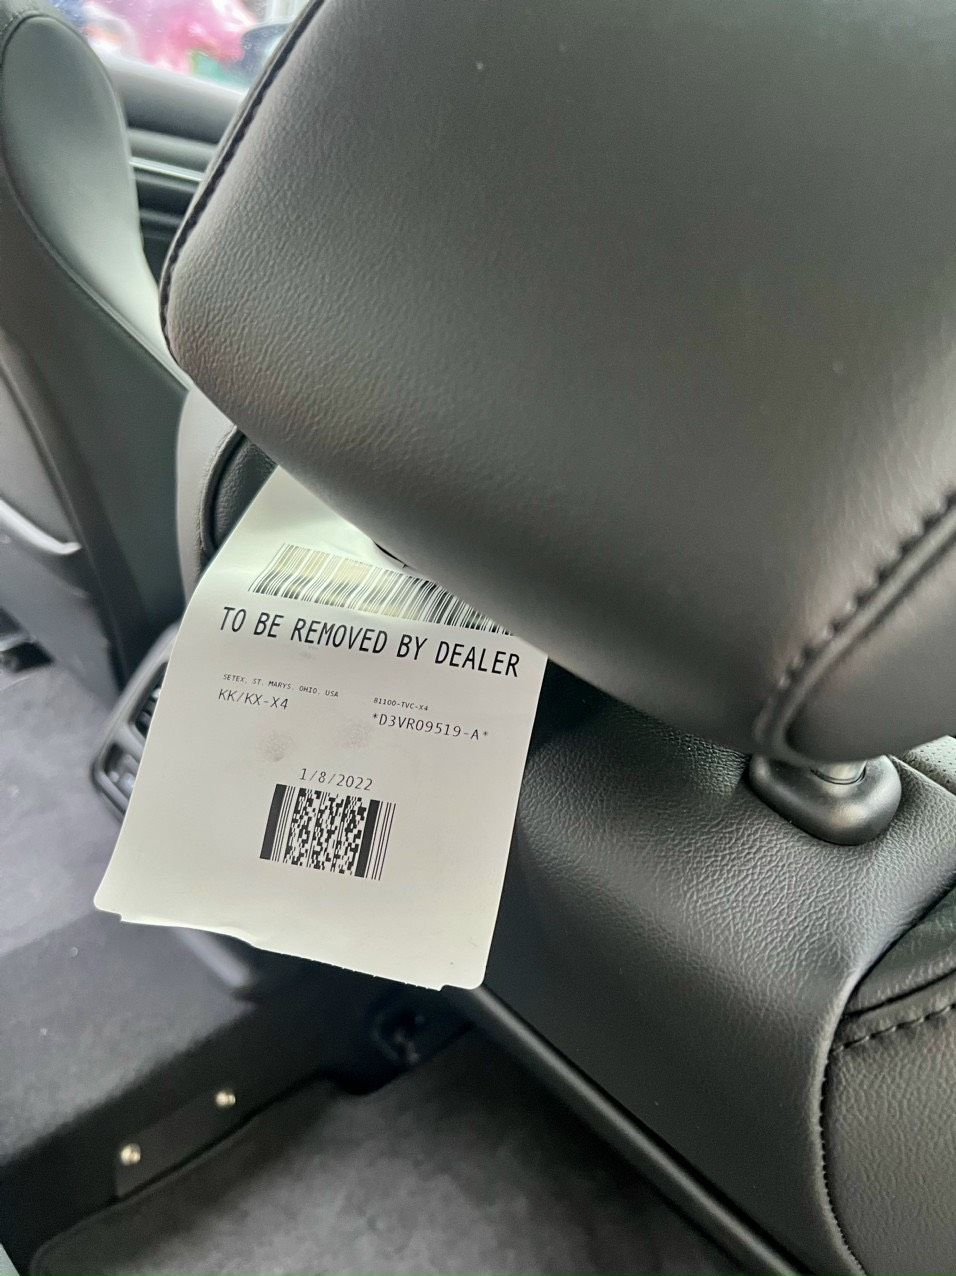 TO BE REMOVED BY DEALER
SETEX, ST. MARYS, OHIO, USA
KK/KX-X4
81100-TVC-X4
*D3VR09519-A*
1/8/2022